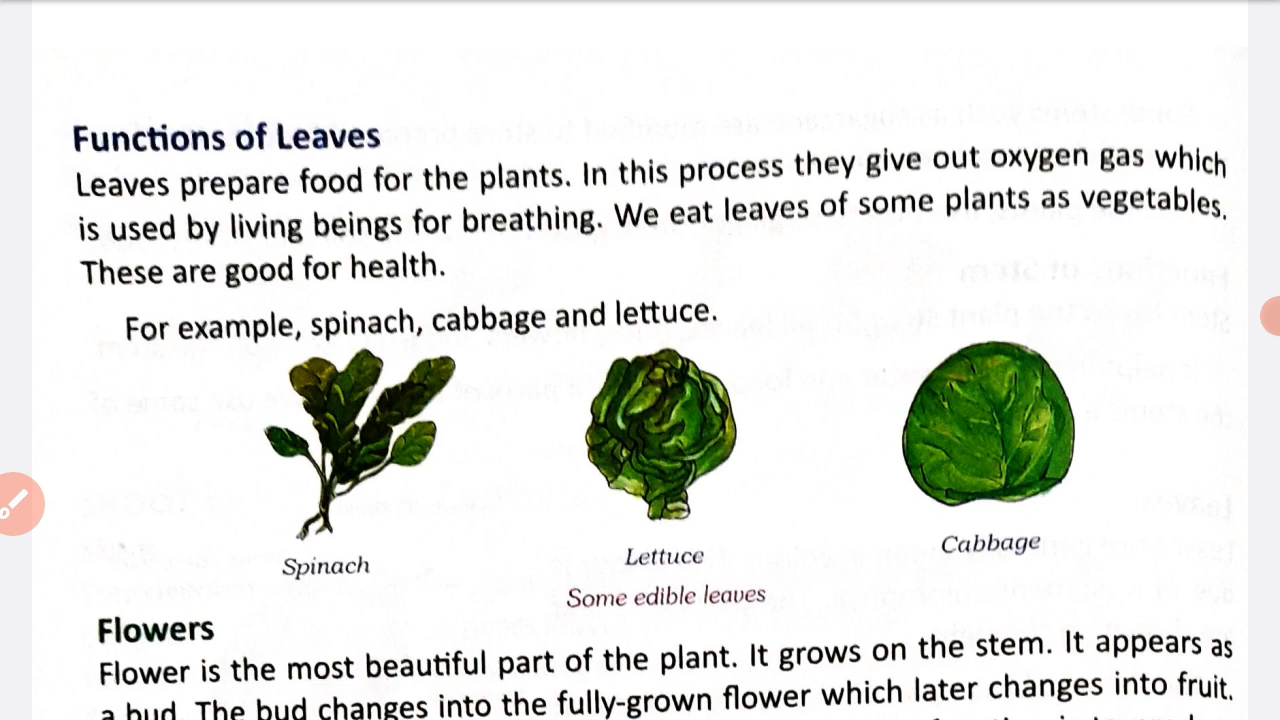 Functions of Leaves
Leaves prepare food for the plants. In this process they give out oxygen gas which
is used by living beings for breathing. We eat leaves of some plants as vegetables.
These are good for health.
For example, spinach, cabbage and lettuce.
Spinach
Lettuce
Cabbage
Some edible leaves
Flowers
Flower is the most beautiful part of the plant. It grows on the stem. It appears as
a bud. The bud changes into the fully-grown flower which later changes into fruit.